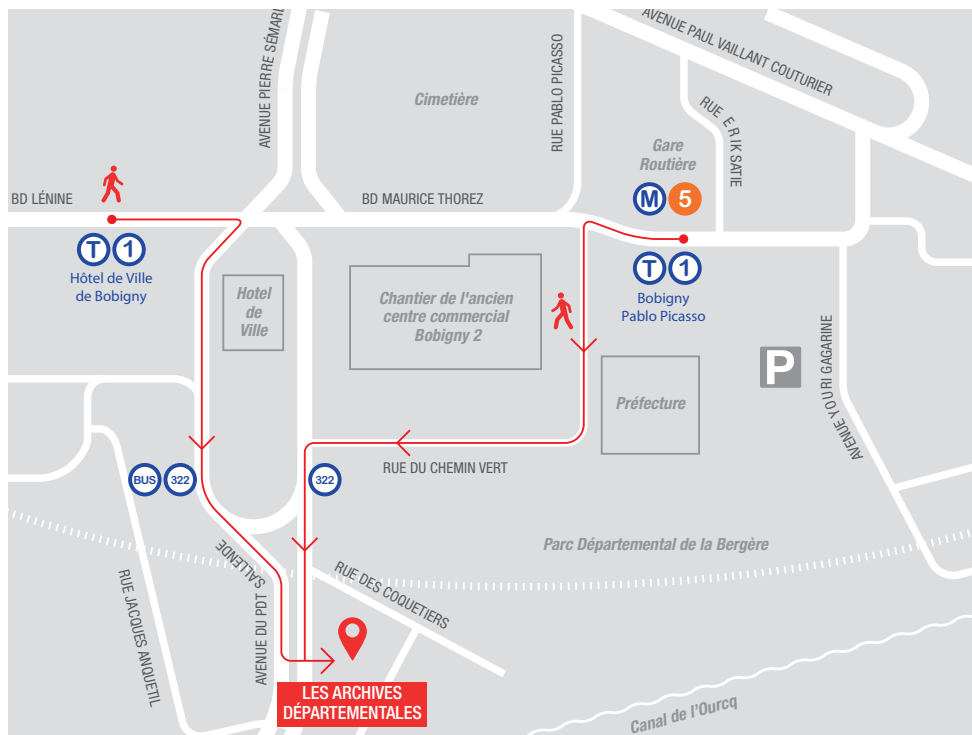 AVENUE PIERRE SÉMARD
Cimetière
RUE PABLO PICASSO
AVENUE PAUL VAILLANT COUTURIER
RUE ERIK SATIE
Gare
Routière
M 5
BD LÉNINE
BD MAURICE THOREZ
T 1
Hôtel de Ville
de Bobigny
T 1
Bobigny
Pablo Picasso
Hotel
de
Ville
Chantier de l'ancien
centre commercial
Bobigny 2
P
AVENUE YOURI GAGARINE
Préfecture
RUE DU CHEMIN VERT
BUS 322
322
Parc Départemental de la Bergère
S.ALLENDE
AVENUE DU PDT
RUE DES COQUETIERS
RUE JACQUES ANQUETIL
LES ARCHIVES
DÉPARTEMENTALES
Canal de l'Ourcq